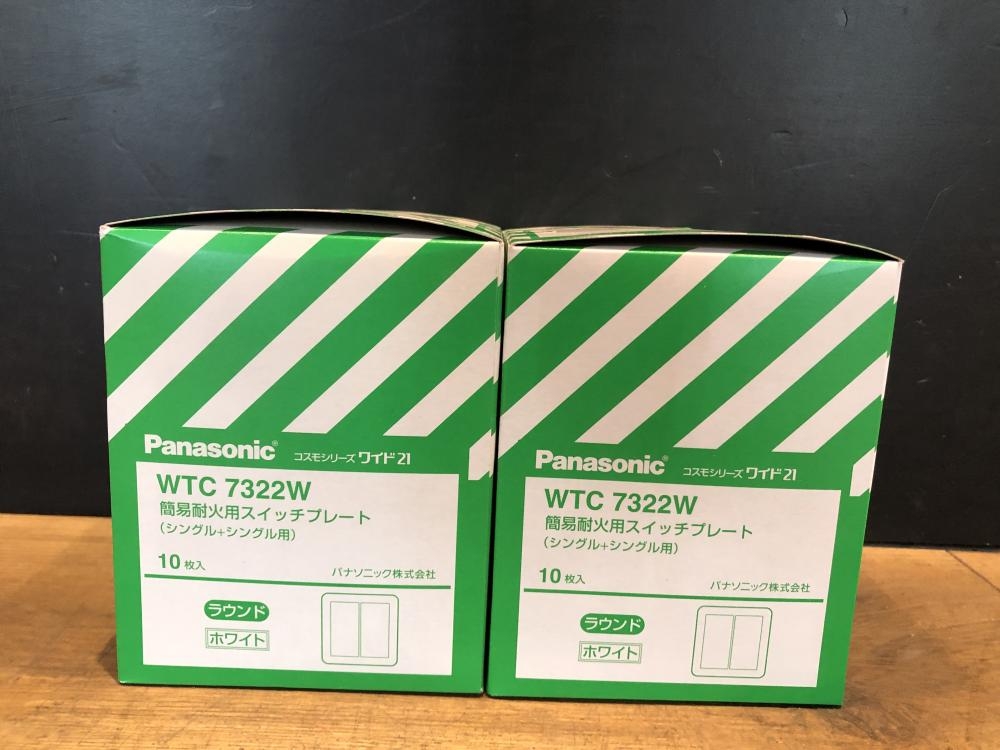 Panasonic® コスモシリーズ ワイド21
WTC 7322W
簡易耐火用スイッチプレート
(シングル+シングル用)
10枚入
パナソニック株式会社
ラウンド
ホワイト
Panasonic® コスモシリーズ ワイド21
WTC 7322W
簡易耐火用スイッチプレート
(シングル+シングル用)
10枚入
パナソニック株式会社
ラウンド
ホワイト